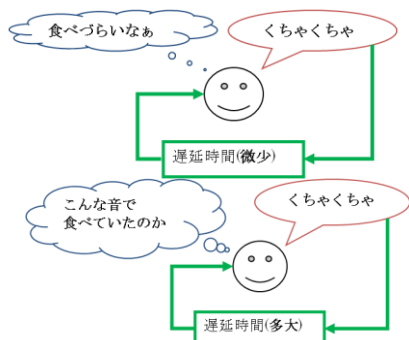 食べづらいなぁ
くちゃくちゃ
遅延時間(微少)
こんな音で
食べていたのか
くちゃくちゃ
遅延時間(多大)